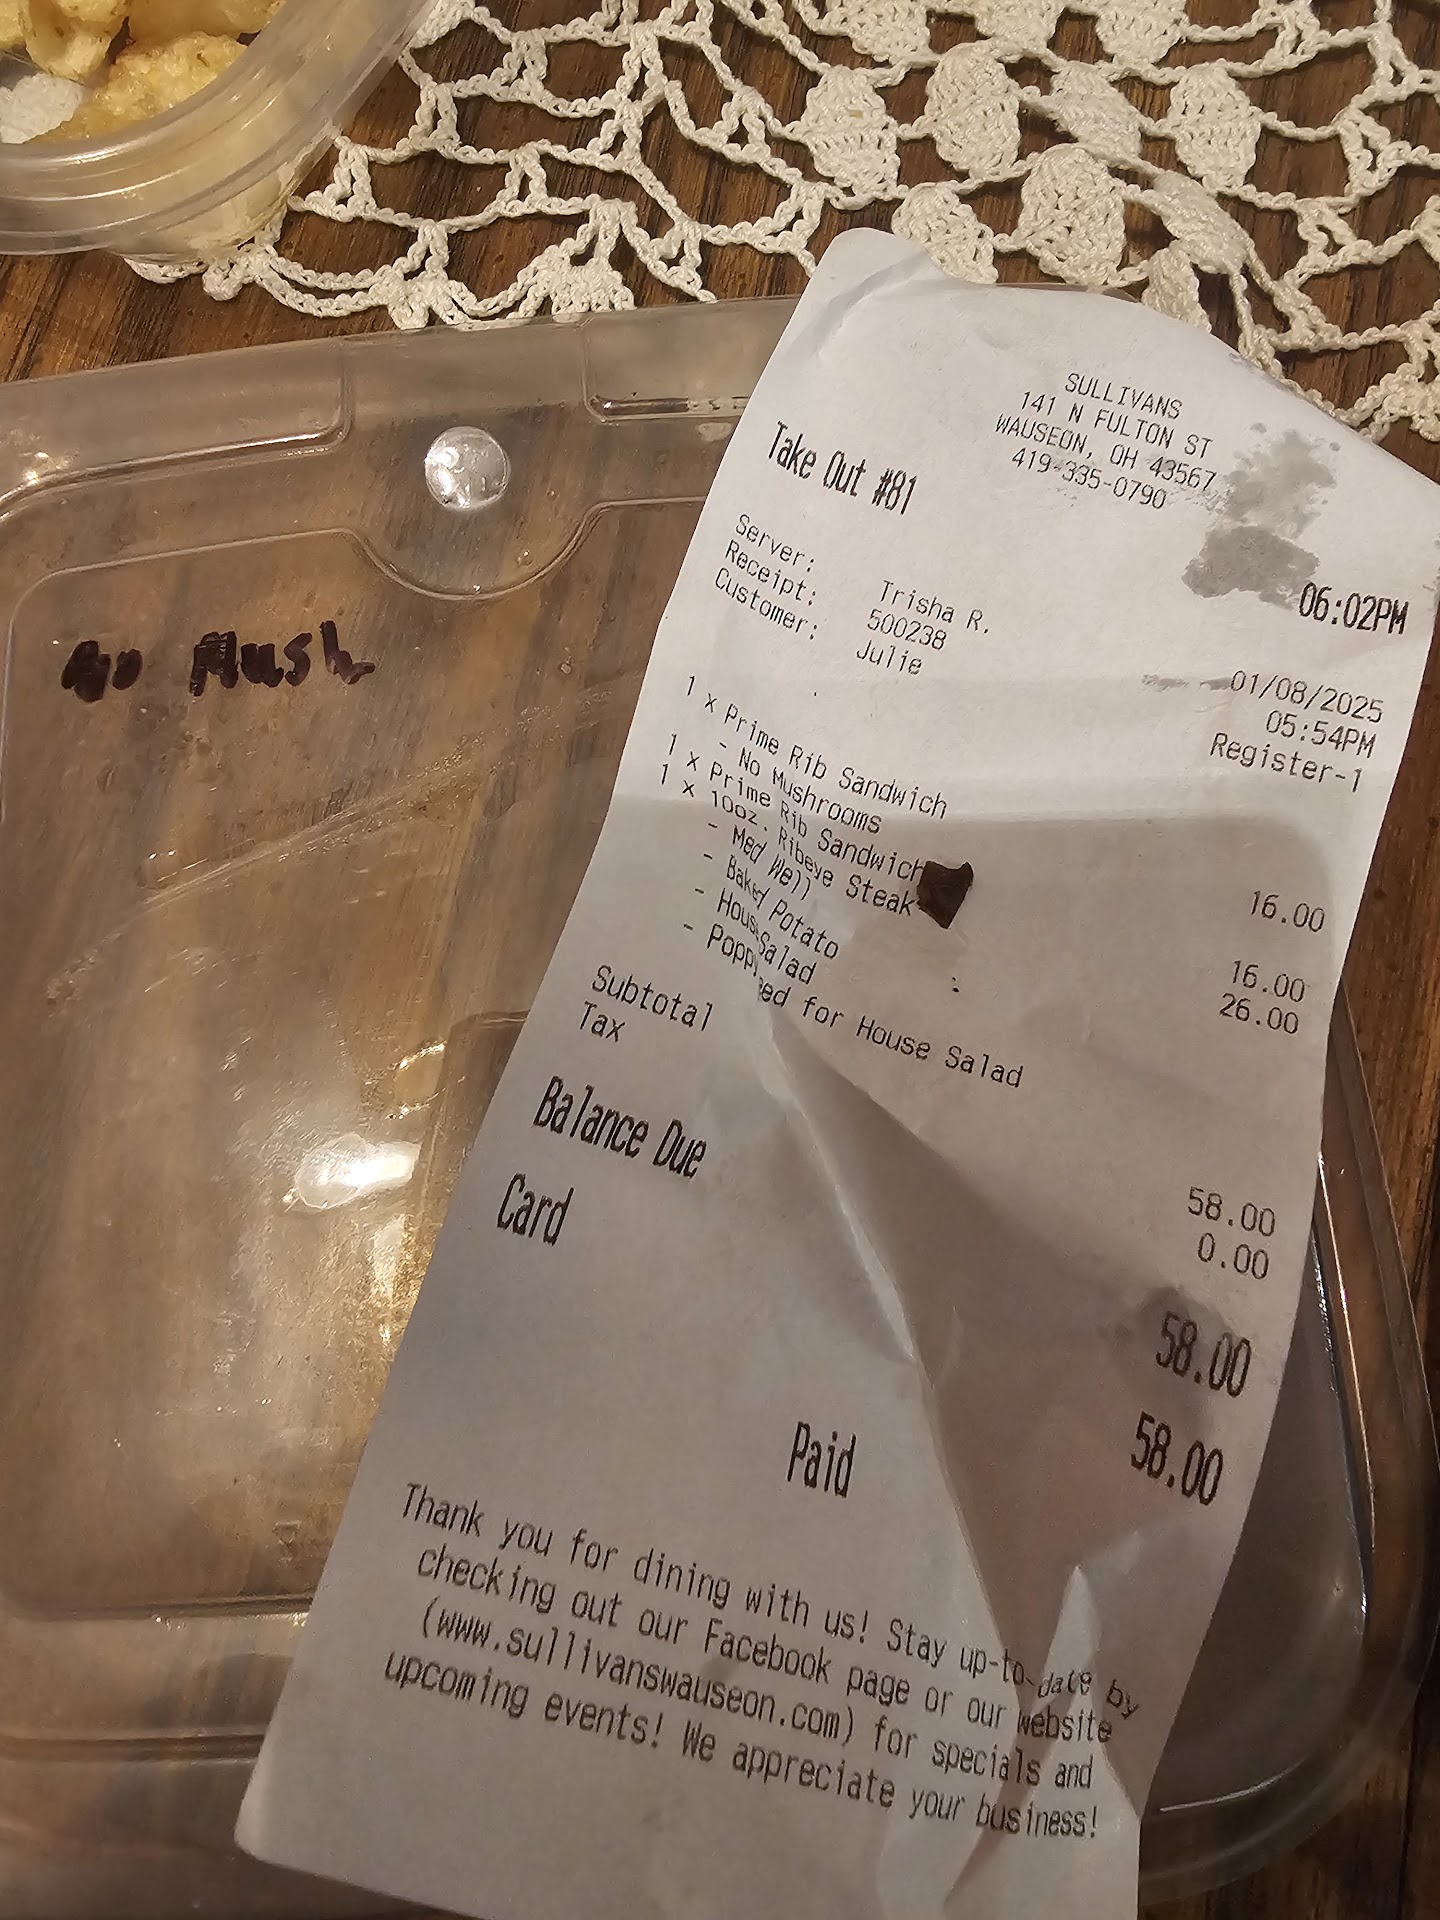 No Mush
SULLIVANS
141 N FULTON ST
WAUSEON, OH 43567
419-335-0790
Take Out #81 06:02PM
Server: Trisha R. 01/08/2025
Receipt: 500238 05:54PM
Customer: Julie Register-1
1 x Prime Rib Sandwich 16.00
- No Mushrooms
1 x Prime Rib Sandwich 16.00
1 x 10oz. Ribeye Steak 26.00
- Med Well
- Baked Potato
- House Salad
- for House Salad
Subtotal 58.00
Tax 0.00
Balance Due 58.00
Card 58.00
Paid
Thank you for dining with us! Stay up-to-date by
checking out our Facebook page or our website
(www.sullivanswauseon.com) for specials and
upcoming events! We appreciate your business!